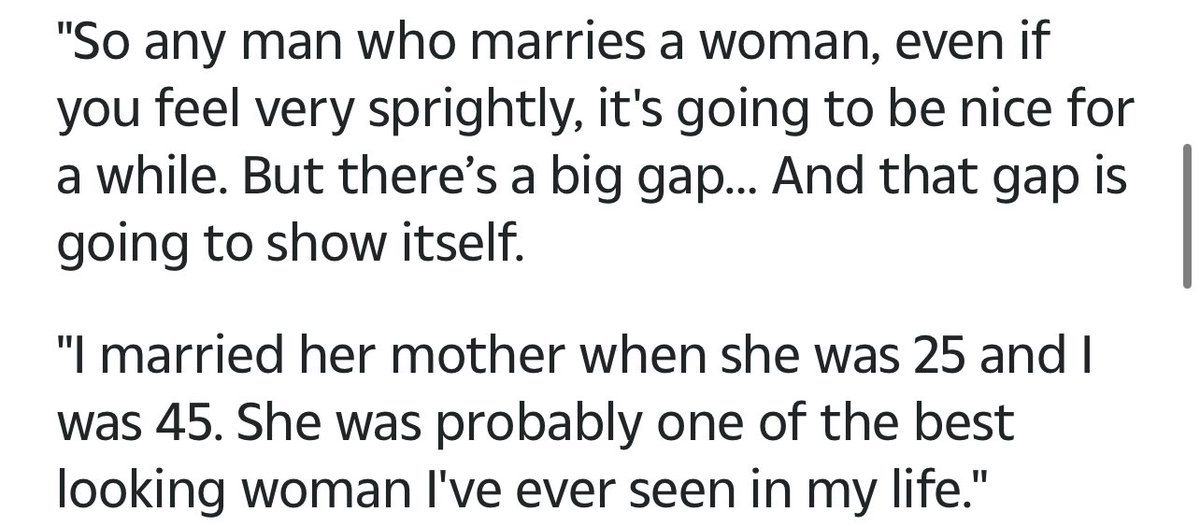 "So any man who marries a woman, even if
you feel very sprightly, it's going to be nice for
a while. But there’s a big gap... And that gap is
going to show itself.
"I married her mother when she was 25 and I
was 45. She was probably one of the best
looking woman I've ever seen in my life."